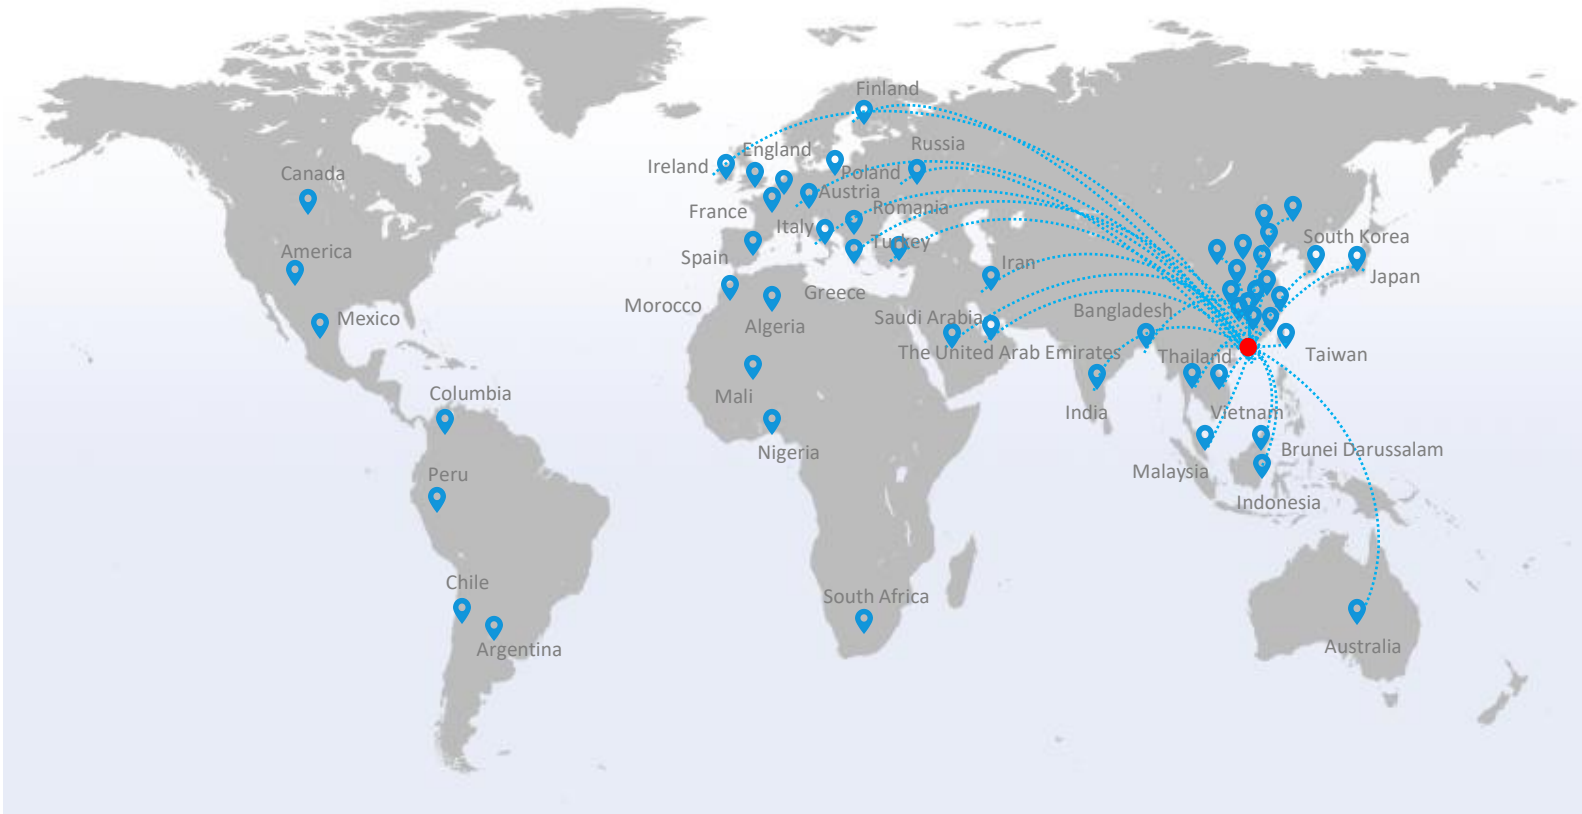 Finland
Russia
England
Ireland
Poland
Canada
Austria
France
Romania
Italy
South Korea
Turkey
America
Spain
Iran
Japan
Greece
Morocco
Saudi Arabia
Bangladesh
Mexico
Algeria
The United Arab Emirates
Thailand
Taiwan
Columbia
Mali
India
Vietnam
Nigeria
Brunei Darussalam
Malaysia
Peru
Indonesia
Chile
South Africa
Argentina
Australia